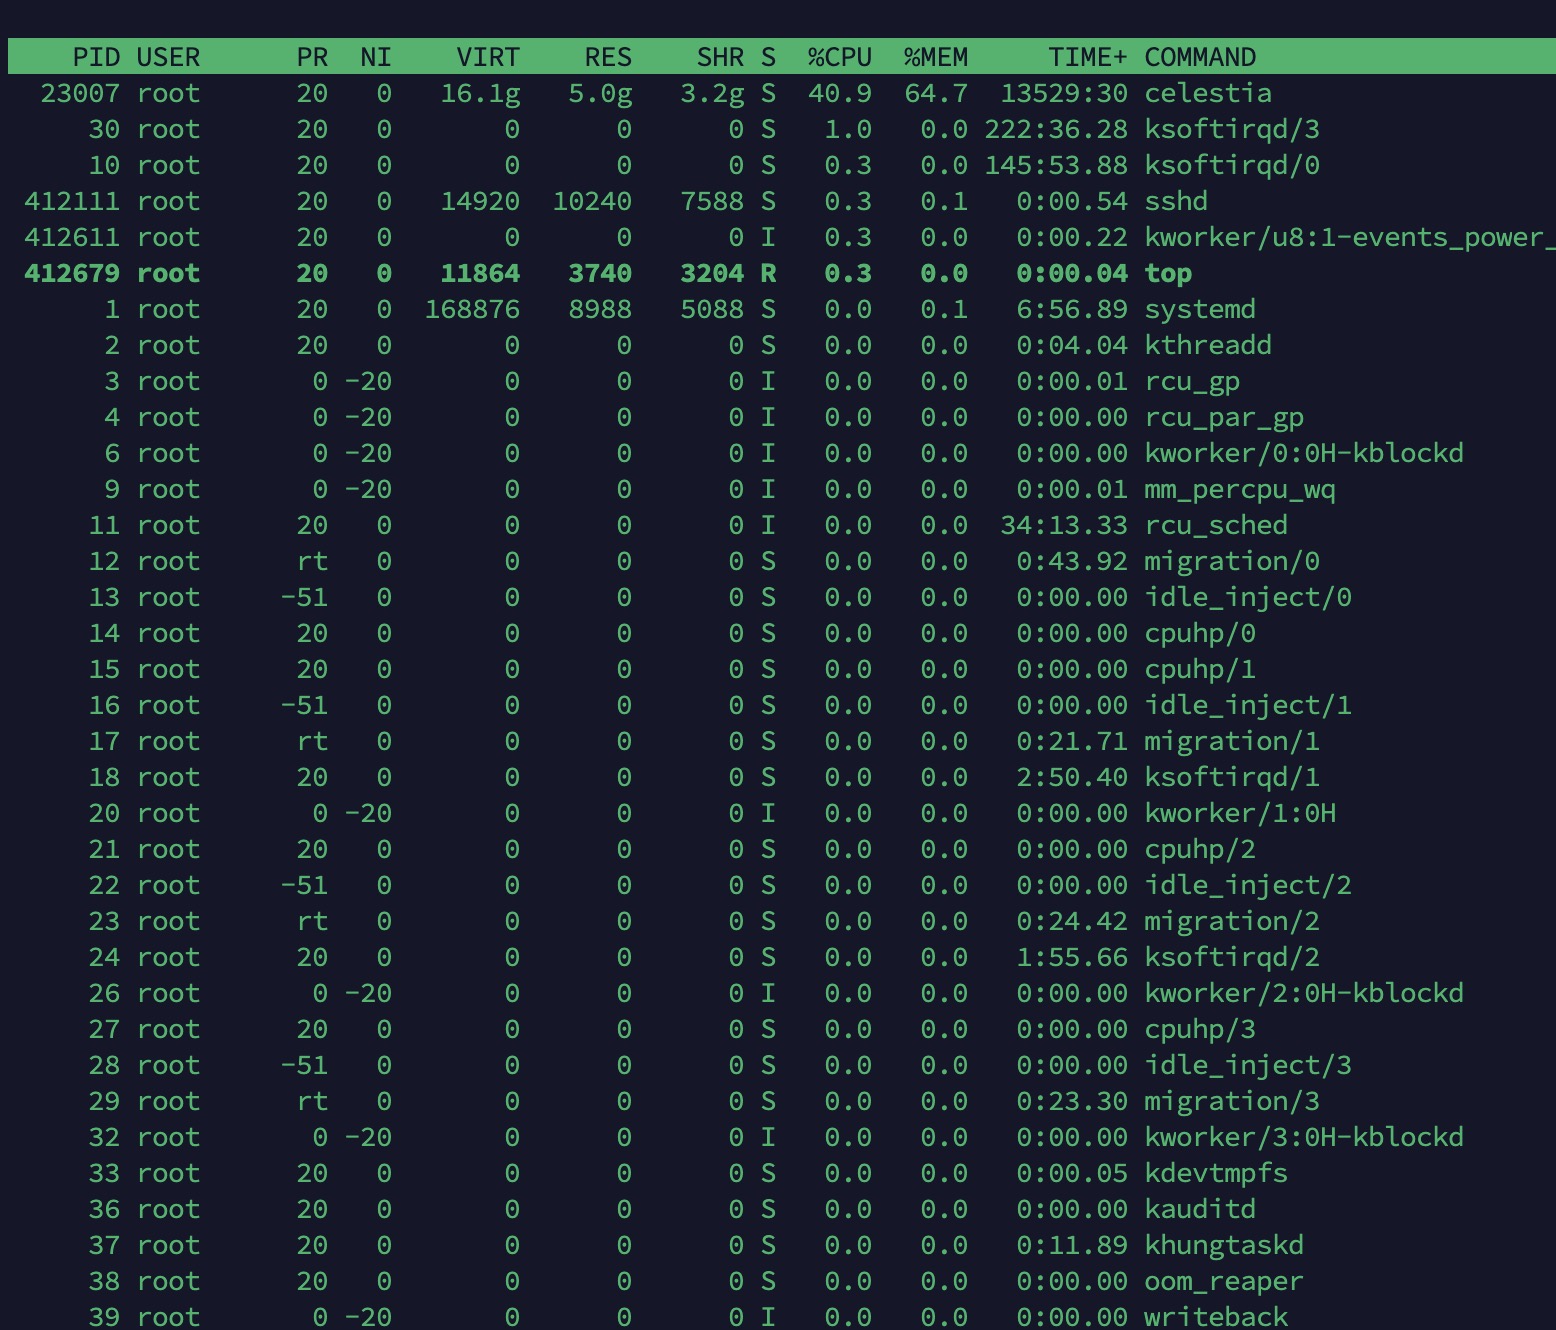 PID USER PR NI VIRT RES SHR S %CPU %MEM TIME+ COMMAND
23007 root 20 0 16.1g 5.0g 3.2g S 40.9 64.7 13529:30 celestia
30 root 20 0 0 0 0 S 1.0 0.0 222:36.28 ksoftirqd/3
10 root 20 0 0 0 0 S 0.3 0.0 145:53.88 ksoftirqd/0
412111 root 20 0 14920 10240 7588 S 0.3 0.1 0:00.54 sshd
412611 root 20 0 0 0 0 I 0.3 0.0 0:00.22 kworker/u8:1-events_power_
412679 root 20 0 11864 3740 3204 R 0.3 0.0 0:00.04 top
1 root 20 0 168876 8988 5088 S 0.0 0.1 6:56.89 systemd
2 root 20 0 0 0 0 S 0.0 0.0 0:04.04 kthreadd
3 root 0 -20 0 0 0 I 0.0 0.0 0:00.01 rcu_gp
4 root 0 -20 0 0 0 I 0.0 0.0 0:00.00 rcu_par_gp
6 root 0 -20 0 0 0 I 0.0 0.0 0:00.00 kworker/0:0H-kblockd
9 root 0 -20 0 0 0 I 0.0 0.0 0:00.01 mm_percpu_wq
11 root 20 0 0 0 0 I 0.0 0.0 34:13.33 rcu_sched
12 root rt 0 0 0 0 S 0.0 0.0 0:43.92 migration/0
13 root -51 0 0 0 0 S 0.0 0.0 0:00.00 idle_inject/0
14 root 20 0 0 0 0 S 0.0 0.0 0:00.00 cpuhp/0
15 root 20 0 0 0 0 S 0.0 0.0 0:00.00 cpuhp/1
16 root -51 0 0 0 0 S 0.0 0.0 0:00.00 idle_inject/1
17 root rt 0 0 0 0 S 0.0 0.0 0:21.71 migration/1
18 root 20 0 0 0 0 S 0.0 0.0 2:50.40 ksoftirqd/1
20 root 0 -20 0 0 0 I 0.0 0.0 0:00.00 kworker/1:0H
21 root 20 0 0 0 0 S 0.0 0.0 0:00.00 cpuhp/2
22 root -51 0 0 0 0 S 0.0 0.0 0:00.00 idle_inject/2
23 root rt 0 0 0 0 S 0.0 0.0 0:24.42 migration/2
24 root 20 0 0 0 0 S 0.0 0.0 1:55.66 ksoftirqd/2
26 root 0 -20 0 0 0 I 0.0 0.0 0:00.00 kworker/2:0H-kblockd
27 root 20 0 0 0 0 S 0.0 0.0 0:00.00 cpuhp/3
28 root -51 0 0 0 0 S 0.0 0.0 0:00.00 idle_inject/3
29 root rt 0 0 0 0 S 0.0 0.0 0:23.30 migration/3
32 root 0 -20 0 0 0 I 0.0 0.0 0:00.00 kworker/3:0H-kblockd
33 root 20 0 0 0 0 S 0.0 0.0 0:00.05 kdevtmpfs
36 root 20 0 0 0 0 S 0.0 0.0 0:00.00 kauditd
37 root 20 0 0 0 0 S 0.0 0.0 0:11.89 khungtaskd
38 root 20 0 0 0 0 S 0.0 0.0 0:00.00 oom_reaper
39 root 0 -20 0 0 0 I 0.0 0.0 0:00.00 writeback